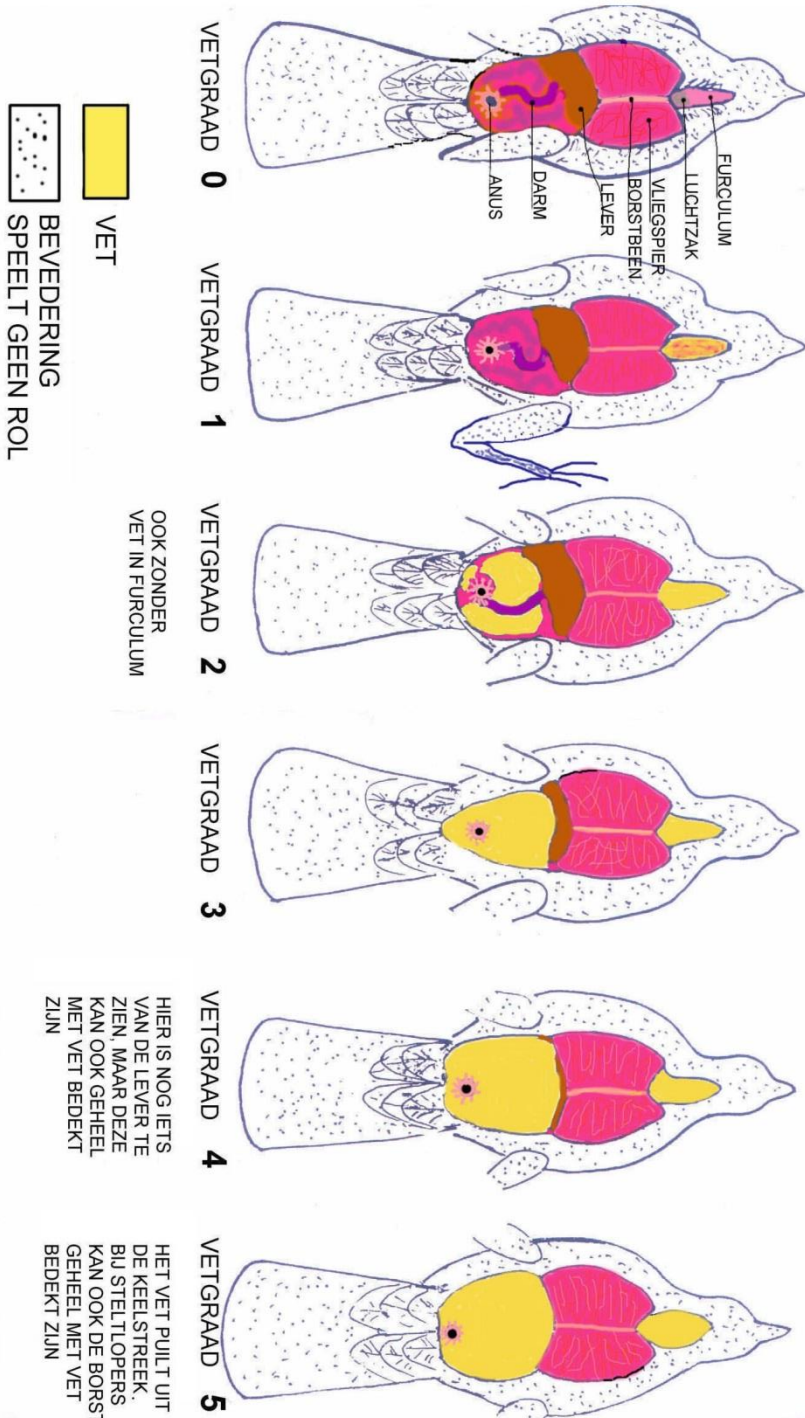 FURCULUM
LUCHTZAK
VLIEGSPIER
BORSTBEEN
LEVER
DARM
ANUS
VETGRAAD 0
VETGRAAD 1
VETGRAAD 2
OOK ZONDER
VET IN FURCULUM
VETGRAAD 3
VETGRAAD 4
HIER IS NOG IETS
VAN DE LEVER TE
ZIEN, MAAR DEZE
KAN OOK GEHEEL
MET VET BEDEKT
ZIJN
VETGRAAD 5
HET VET PUILT UIT
DE KEELSTREEK.
BIJ STELTLOPERS
KAN OOK DE BORST
GEHEEL MET VET
BEDEKT ZIJN
VET
BEVEDERING
SPEELT GEEN ROL